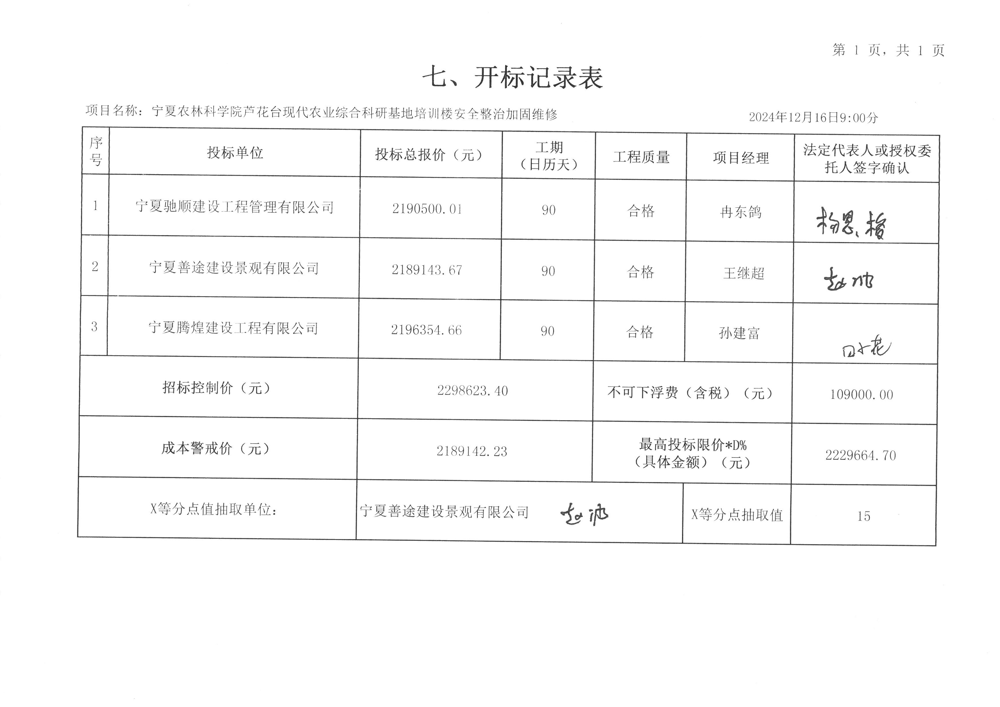 第 1 页, 共 1 页
七、开标记录表
项目名称：宁夏农林科学院芦花台现代农业综合科研基地培训楼安全整治加固维修
2024年12月16日9:00分
序号 投标单位 投标总报价（元） 工期（日历天） 工程质量 项目经理 法定代表人或授权委托人签字确认
1 宁夏驰顺建设工程管理有限公司 2190500.01 90 合格 冉东鸽
2 宁夏善途建设景观有限公司 2189143.67 90 合格 王继超
3 宁夏腾煌建设工程有限公司 2196354.66 90 合格 孙建富
招标控制价（元） 2298623.40 不可下浮费（含税）（元） 109000.00
成本警戒价（元） 2189142.23 最高投标限价*D%（具体金额）（元） 2229664.70
X等分点值抽取单位： 宁夏善途建设景观有限公司 X等分点抽取值 15